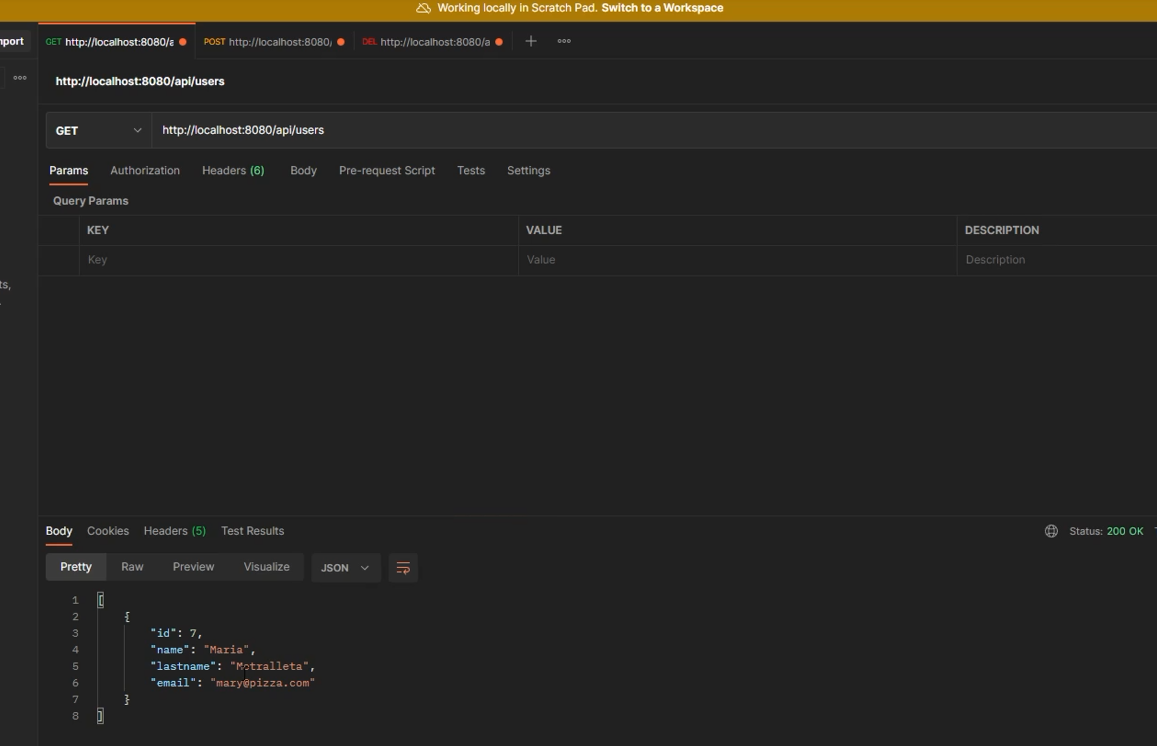 Working locally in Scratch Pad. Switch to a Workspace
mport GET http://localhost:8080/a POST http://localhost:8080/ DEL http://localhost:8080/a
http://localhost:8080/api/users
GET http://localhost:8080/api/users
Params Authorization Headers (6) Body Pre-request Script Tests Settings
Query Params
KEY VALUE DESCRIPTION
Key Value Description
ts,
Body Cookies Headers (5) Test Results Status: 200 OK
Pretty Raw Preview Visualize JSON
1 [
2 {
3 "id": 7,
4 "name": "Maria",
5 "lastname": "Metralleta",
6 "email": "mary@pizza.com"
7 }
8 ]